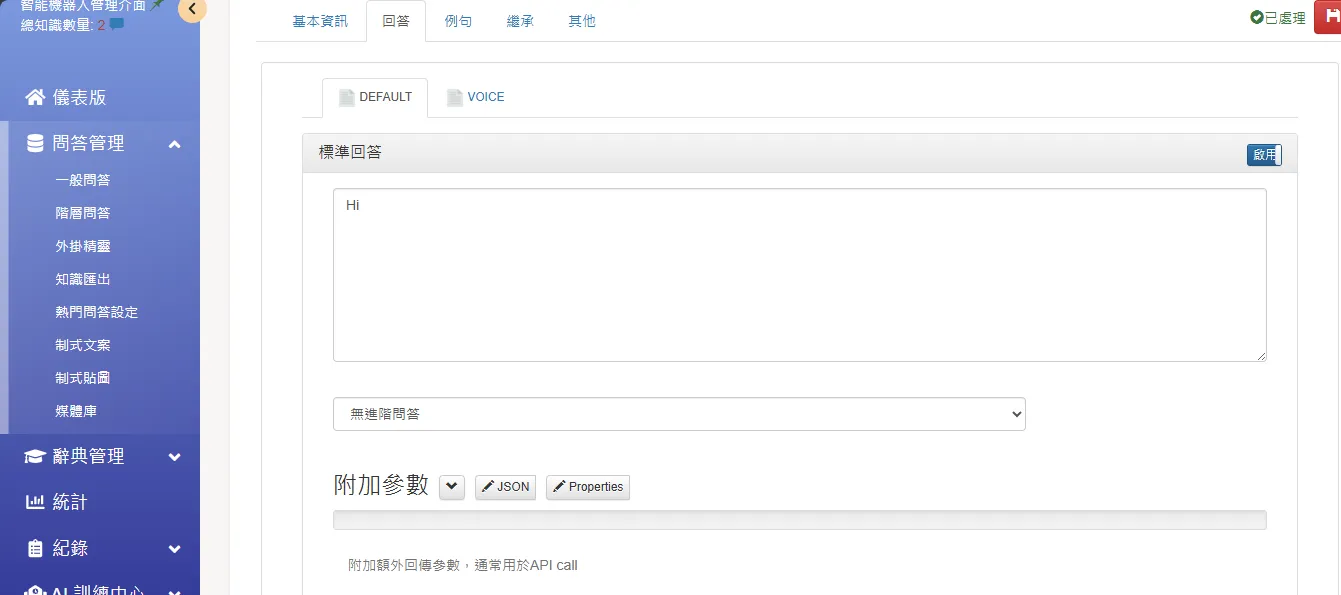 智能機器人管理介面
總知識數量: 2
儀表版
問答管理
一般問答
階層問答
外掛精靈
知識匯出
熱門問答設定
制式文案
制式貼圖
媒體庫
辭典管理
統計
紀錄
AI 訓練中心
基本資訊 回答 例句 繼承 其他
已處理
DEFAULT VOICE
標準回答
啟用
Hi
無進階問答
附加參數 JSON Properties
附加額外回傳參數，通常用於API call